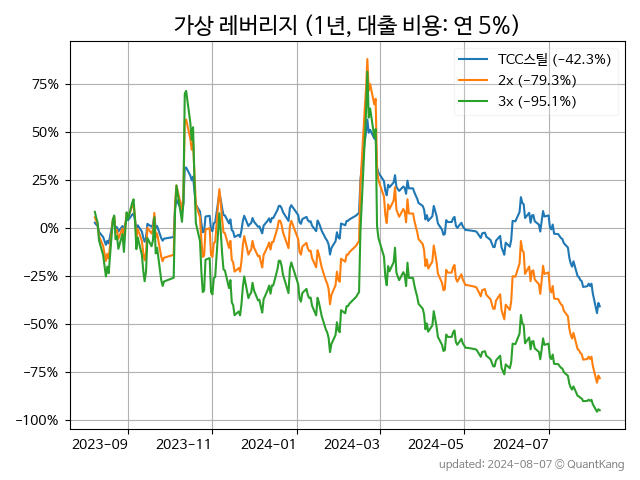 가상 레버리지 (1년, 대출 비용: 연 5%)
TCC스틸 (−42.3%)
2x (−79.3%)
3x (−95.1%)
75%
50%
25%
0%
−25%
−50%
−75%
−100%
2023-09 2023-11 2024-01 2024-03 2024-05 2024-07
updated: 2024-08-07 © QuantKang